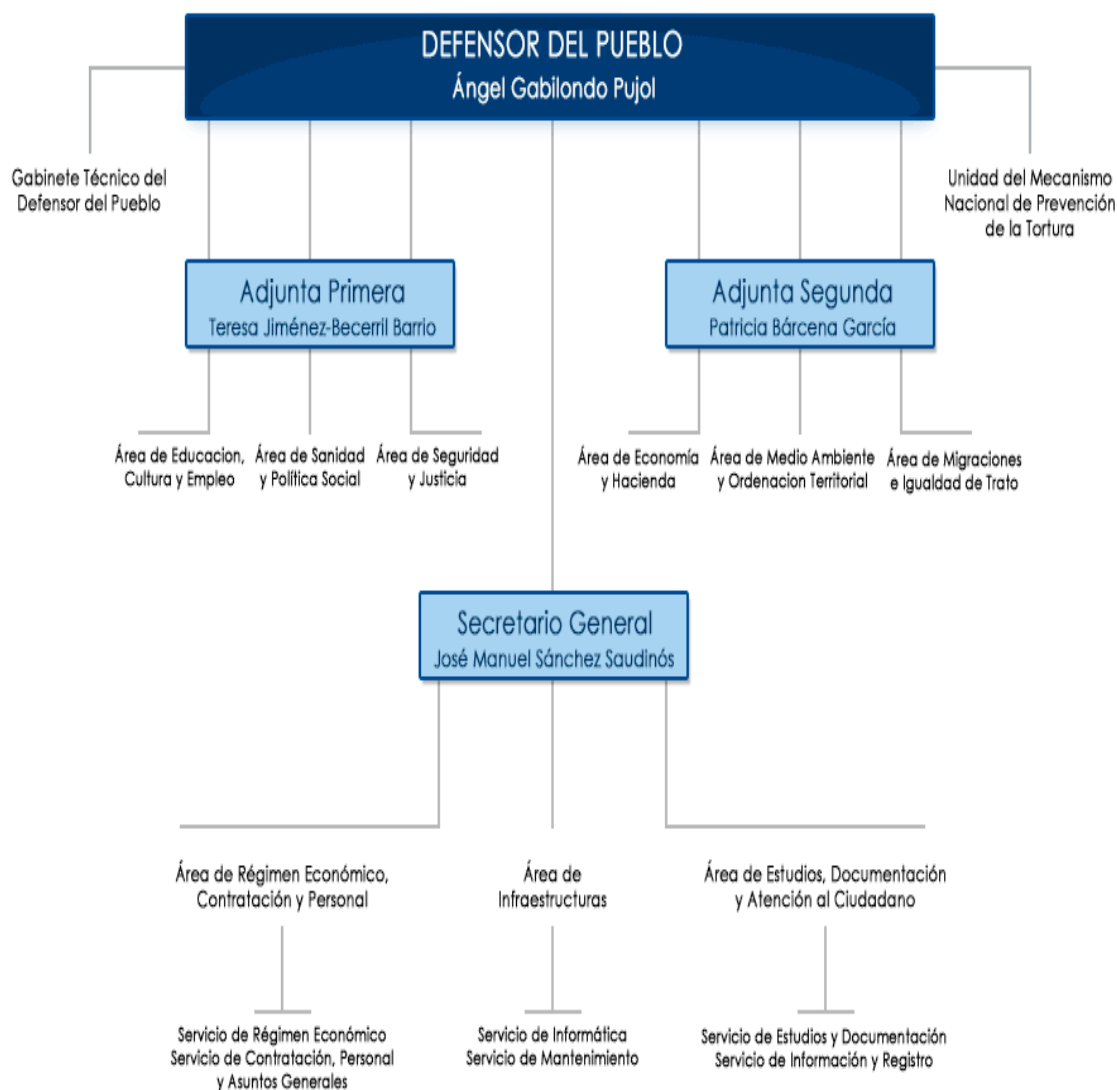 DEFENSOR DEL PUEBLO
Ángel Gabilondo Pujol
Gabinete Técnico del
Defensor del Pueblo
Unidad del Mecanismo
Nacional de Prevención
de la Tortura
Adjunta Primera
Teresa Jiménez-Becerril Barrio
Adjunta Segunda
Patricia Bárcena García
Área de Educacion,
Cultura y Empleo
Área de Sanidad
y Política Social
Área de Seguridad
y Justicia
Área de Economía
y Hacienda
Área de Medio Ambiente
y Ordenacion Territorial
Área de Migraciones
e Igualdad de Trato
Secretario General
José Manuel Sánchez Saudinós
Área de Régimen Económico,
Contratación y Personal
Área de
Infraestructuras
Área de Estudios, Documentación
y Atención al Ciudadano
Servicio de Régimen Económico
Servicio de Contratación, Personal
y Asuntos Generales
Servicio de Informática
Servicio de Mantenimiento
Servicio de Estudios y Documentación
Servicio de Información y Registro